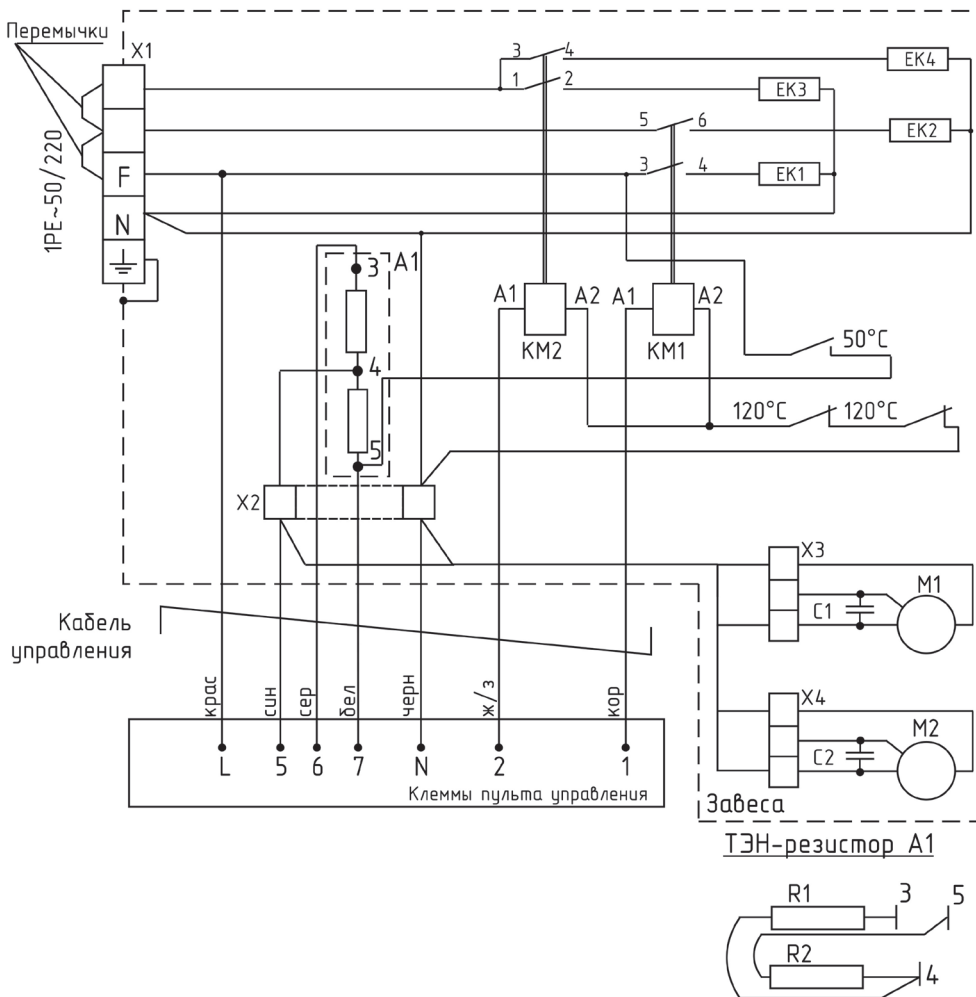 Перемычки
X1
3
4
EK4
1
2
EK3
5
6
EK2
1PE~50/220
F
3
4
EK1
N
3
A1
A1
A2
A1
A2
KM2
KM1
50°C
4
120°C
120°C
5
X2
X3
M1
C1
Кабель
управления
крас
син
сер
бел
черн
ж/з
кор
X4
M2
C2
L
5
6
7
N
2
1
Клеммы пульта управления
Завеса
ТЭН-резистор А1
R1
3
5
R2
4